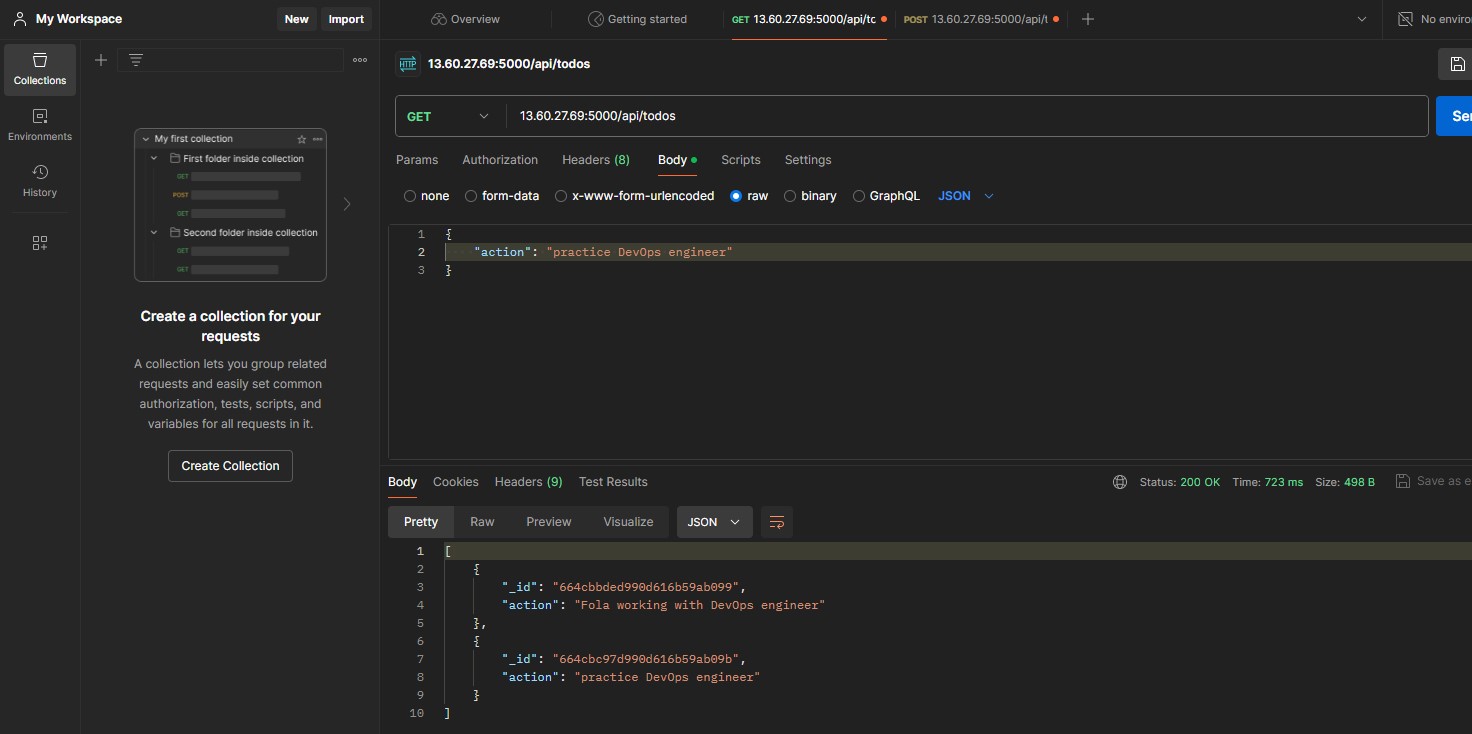 My Workspace
New
Import
Overview
Getting started
GET 13.60.27.69:5000/api/tc
POST 13.60.27.69:5000/api/t
Collections
Environments
History
My first collection
First folder inside collection
GET
POST
GET
Second folder inside collection
GET
GET
Create a collection for your
requests
A collection lets you group related
requests and easily set common
authorization, tests, scripts, and
variables for all requests in it.
Create Collection
HTTP 13.60.27.69:5000/api/todos
GET 13.60.27.69:5000/api/todos
Params Authorization Headers (8) Body Scripts Settings
none form-data x-www-form-urlencoded raw binary GraphQL JSON
1 {
2 "action": "practice DevOps engineer"
3 }
Body Cookies Headers (9) Test Results
Status: 200 OK Time: 723 ms Size: 498 B Save as
Pretty Raw Preview Visualize JSON
1 [
2 {
3 "_id": "664cbbded990d616b59ab099",
4 "action": "Fola working with DevOps engineer"
5 },
6 {
7 "_id": "664cbc97d990d616b59ab09b",
8 "action": "practice DevOps engineer"
9 }
10 ]